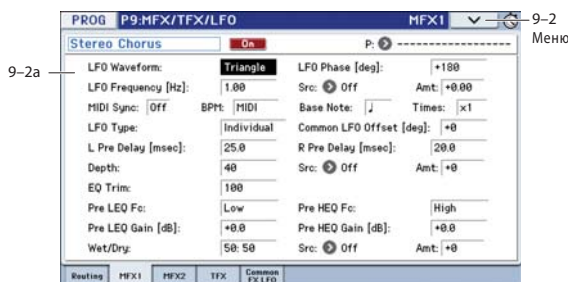 PROG P9:MFX/TFX/LFO MFX1 9–2
Меню
Stereo Chorus On P: --------------------
9–2a
LFO Waveform: Triangle LFO Phase [deg]: +180
LFO Frequency [Hz]: 1.00 Src: Off Amt: +0.00
MIDI Sync: Off BPM: MIDI Base Note: ♩ Times: x1
LFO Type: Individual Common LFO Offset [deg]: +0
L Pre Delay [msec]: 25.0 R Pre Delay [msec]: 20.0
Depth: 40 Src: Off Amt: +0
EQ Trim: 100
Pre LEQ Fc: Low Pre HEQ Fc: High
Pre LEQ Gain [dB]: +0.0 Pre HEQ Gain [dB]: +0.0
Wet/Dry: 50:50 Src: Off Amt: +0
Routing MFX1 MFX2 TFX Common FX LFO